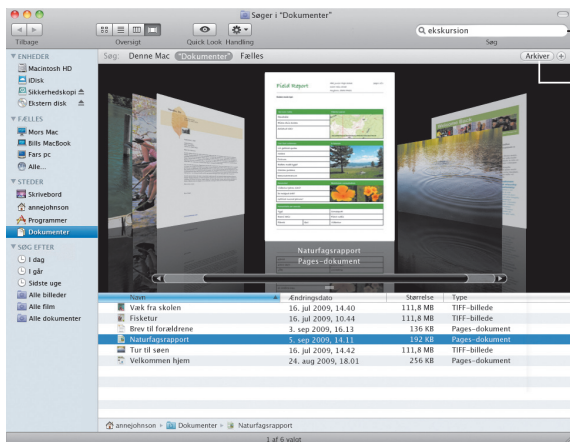 Søger i "Dokumenter"
Tilbage
Oversigt
Quick Look
Handling
ekskursion
Søg
Søg: Denne Mac "Dokumenter" Fælles
Arkiver
ENHEDER
Macintosh HD
iDisk
Sikkerhedskopi
Ekstern disk
FÆLLES
Mors Mac
Bills MacBook
Fars pc
Alle...
STEDER
Skrivebord
annejohnson
Programmer
Dokumenter
SØG EFTER
I dag
I går
Sidste uge
Alle billeder
Alle film
Alle dokumenter
Field Report
Naturfagsrapport
Pages-dokument
Navn Ændringsdato Størrelse Type
Væk fra skolen 16. jul 2009, 14.40 111,8 MB TIFF-billede
Fisketur 16. jul 2009, 10.44 111,8 MB TIFF-billede
Brev til forældrene 3. sep 2009, 16.13 136 KB Pages-dokument
Naturfagsrapport 5. sep 2009, 14.11 192 KB Pages-dokument
Tur til søen 16. jul 2009, 14.42 111,8 MB TIFF-billede
Velkommen hjem 24. aug 2009, 18.01 256 KB Pages-dokument
annejohnson ▸ Dokumenter ▸ Naturfagsrapport
1 af 6 valgt